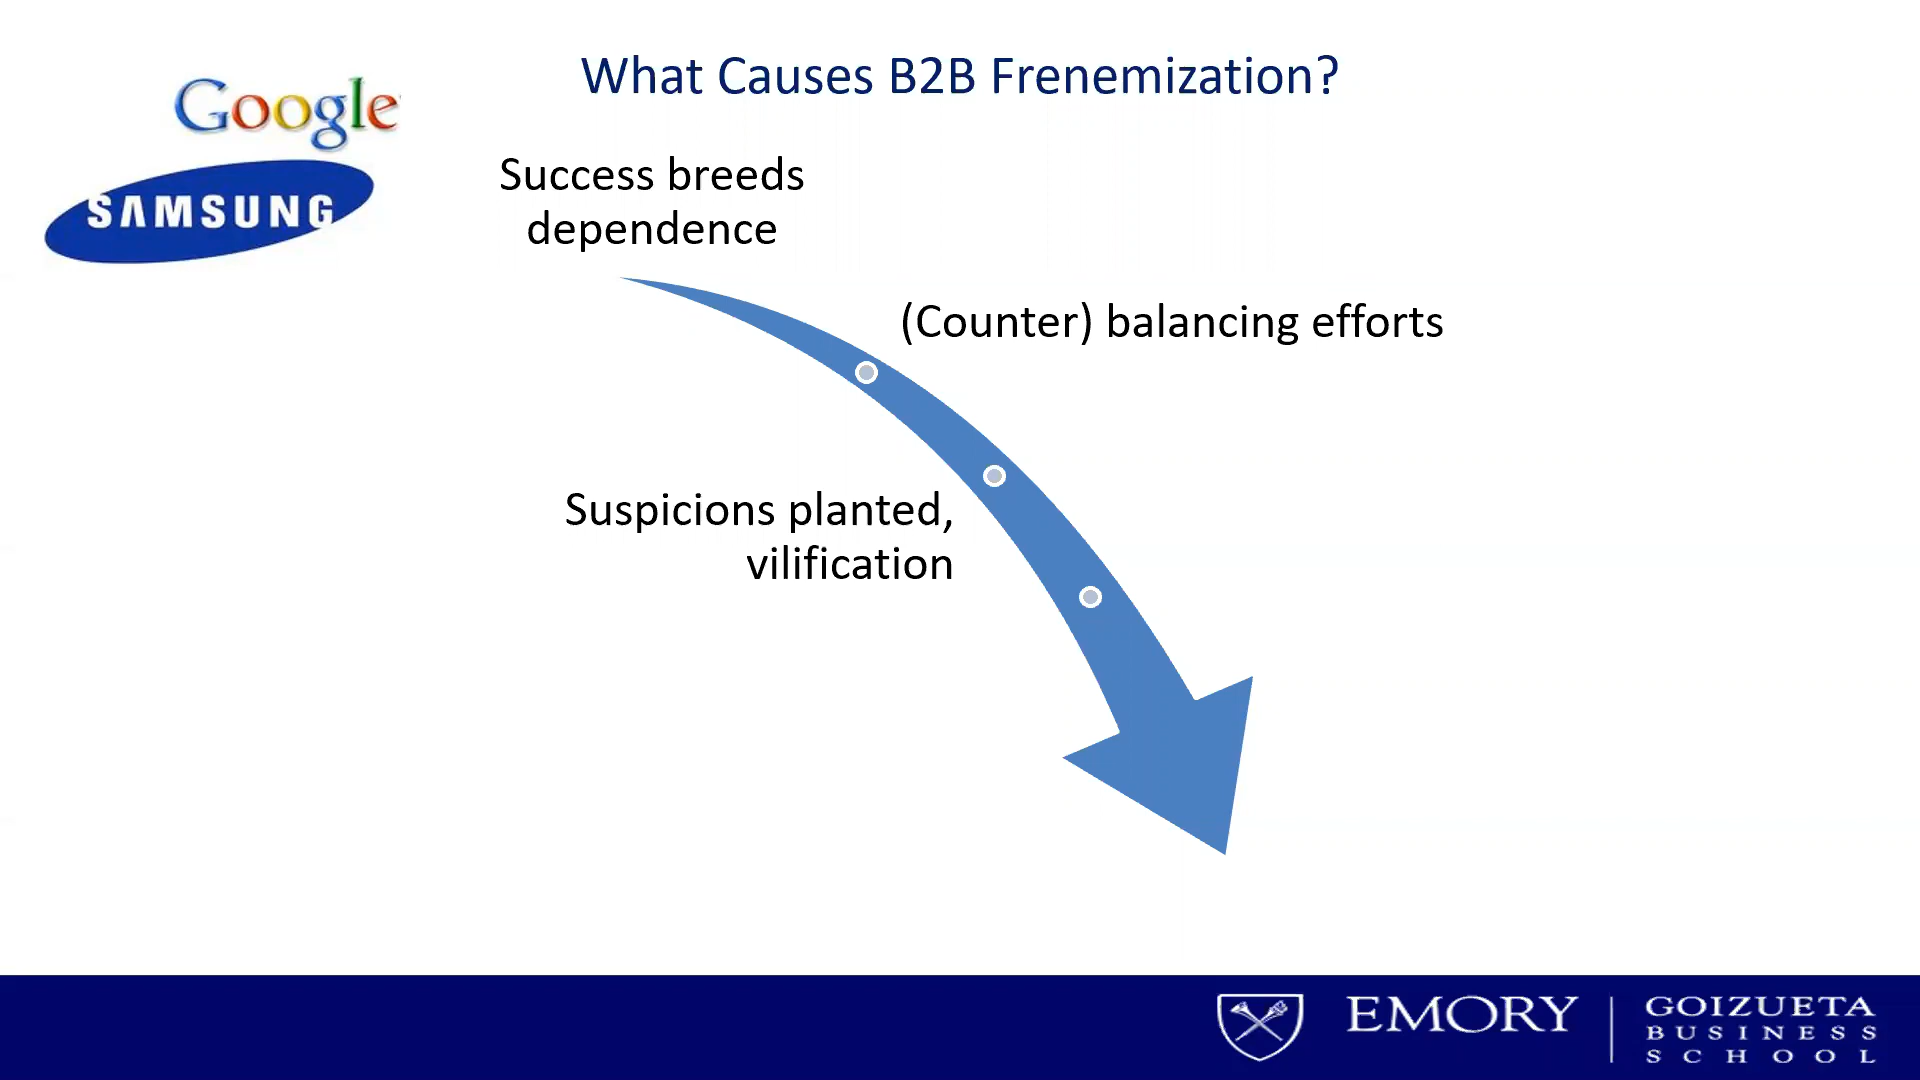 What Causes B2B Frenemization?
Google
SAMSUNG
Success breeds
dependence
(Counter) balancing efforts
Suspicions planted,
vilification
EMORY
GOIZUETA
BUSINESS
SCHOOL